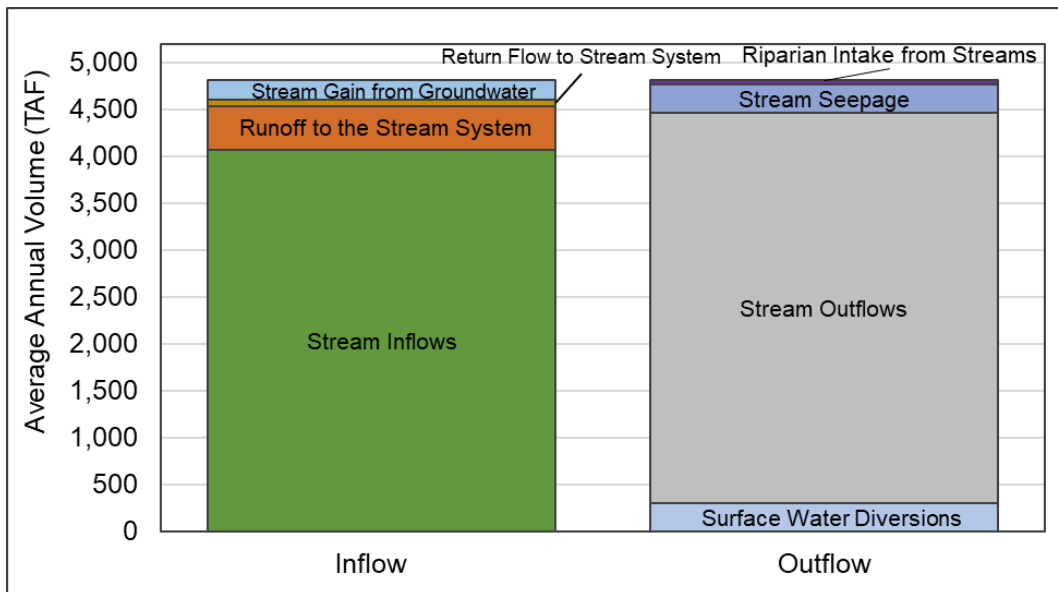 Average Annual Volume (TAF)
5,000
4,500
4,000
3,500
3,000
2,500
2,000
1,500
1,000
500
0
Return Flow to Stream System
Stream Gain from Groundwater
Runoff to the Stream System
Stream Inflows
Inflow
Riparian Intake from Streams
Stream Seepage
Stream Outflows
Surface Water Diversions
Outflow